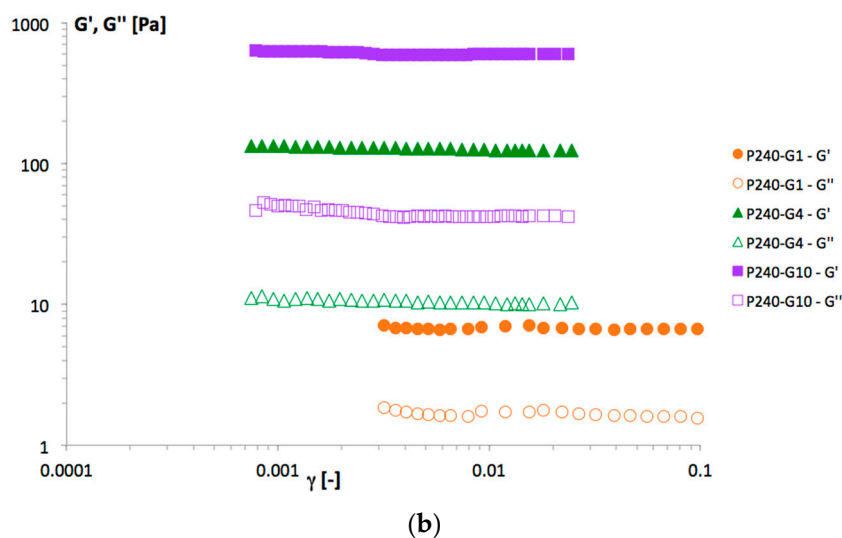 G', G'' [Pa]
1000
100
10
1
0.0001
0.001
0.01
0.1
γ [-]
P240-G1 - G'
P240-G1 - G''
P240-G4 - G'
P240-G4 - G''
P240-G10 - G'
P240-G10 - G''
(b)